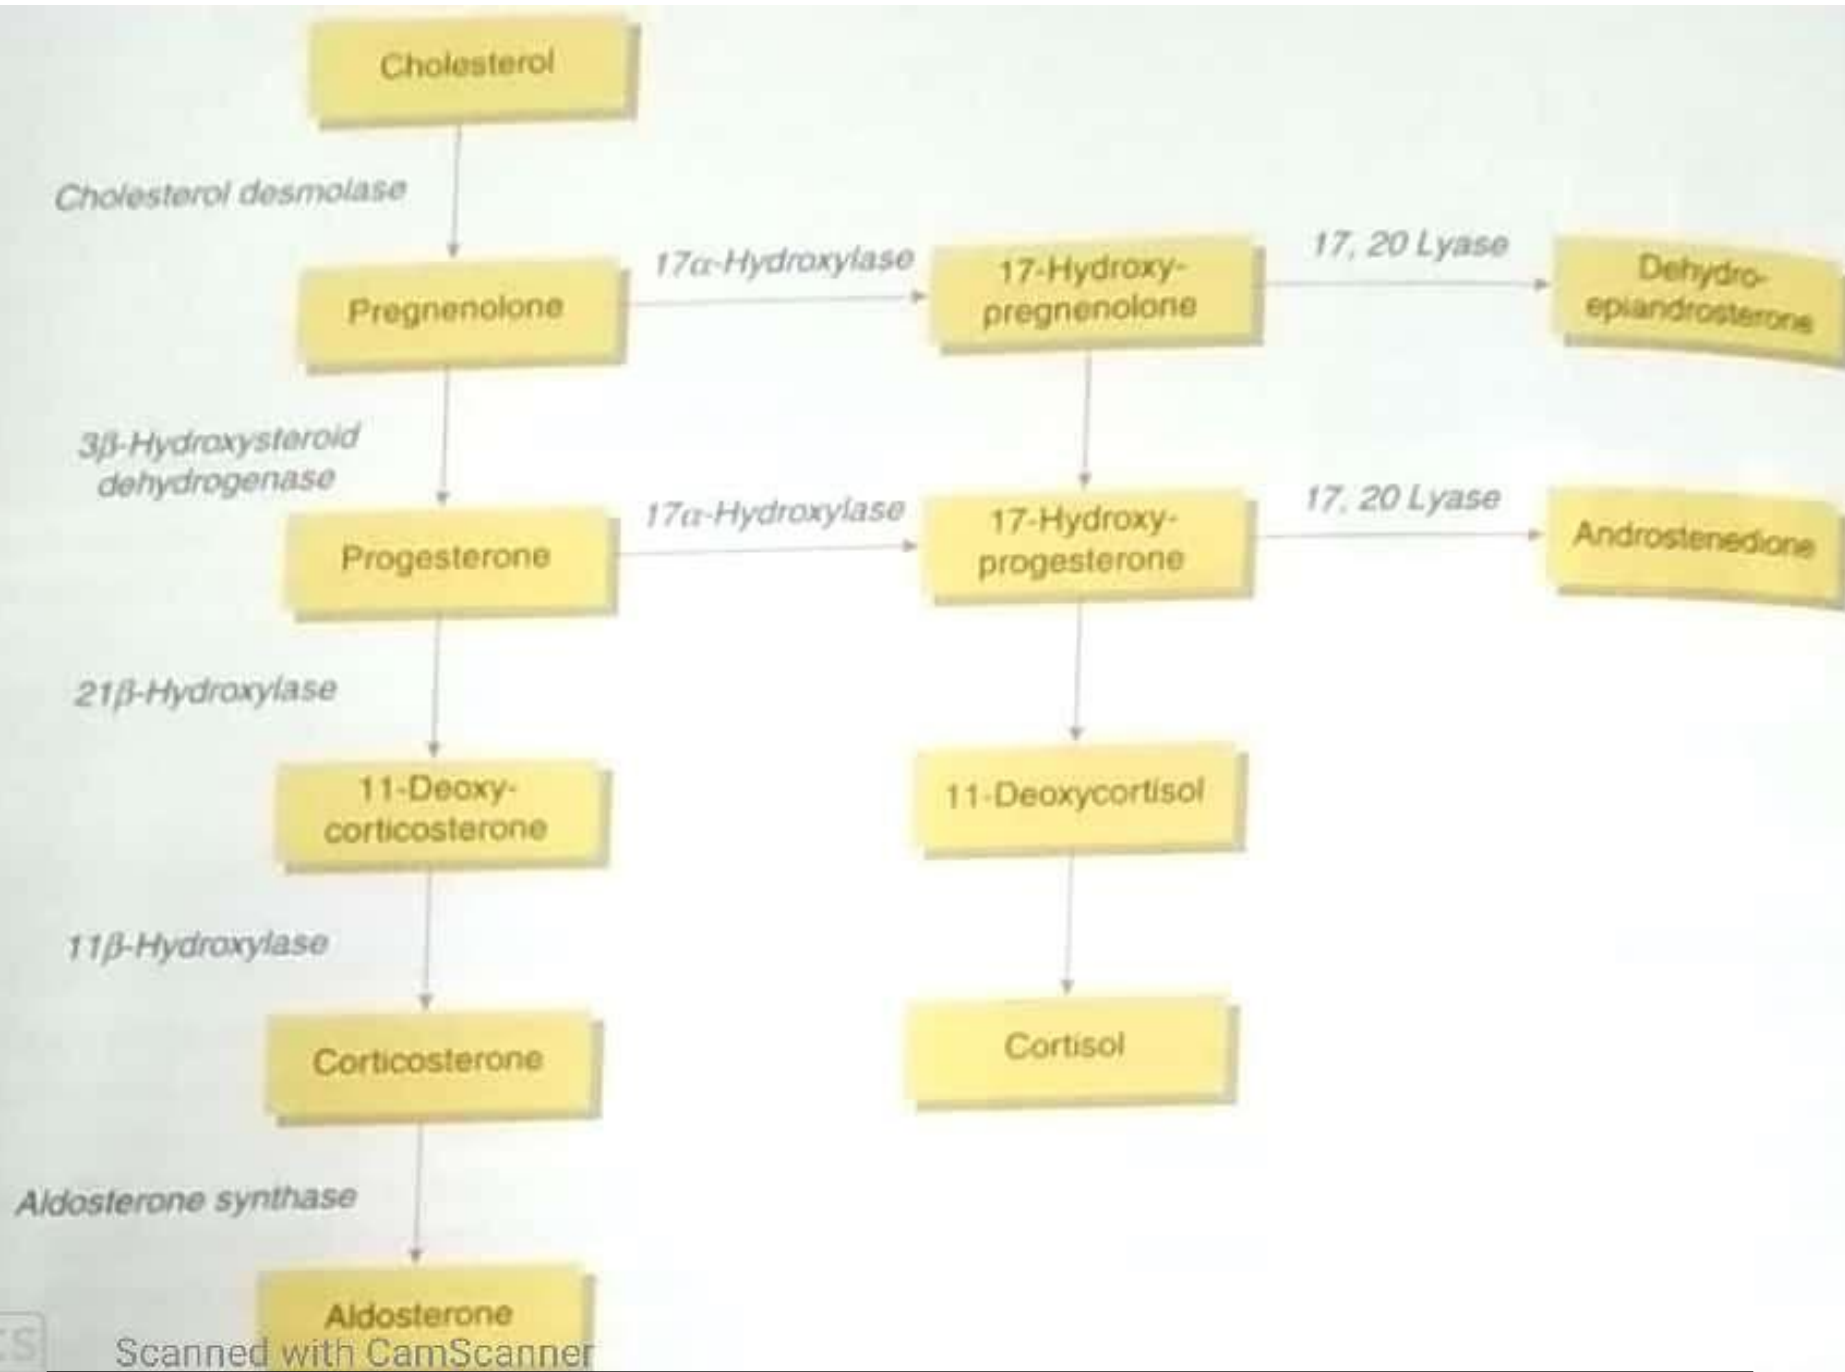 Cholesterol
Cholesterol desmolase
Pregnenolone
17α-Hydroxylase
17-Hydroxy-
pregnenolone
17, 20 Lyase
Dehydro-
epiandrosterone
3β-Hydroxysteroid
dehydrogenase
Progesterone
17α-Hydroxylase
17-Hydroxy-
progesterone
17, 20 Lyase
Androstenedione
21β-Hydroxylase
11-Deoxy-
corticosterone
11-Deoxycortisol
11β-Hydroxylase
Corticosterone
Cortisol
Aldosterone synthase
Aldosterone
CS
Scanned with CamScanner